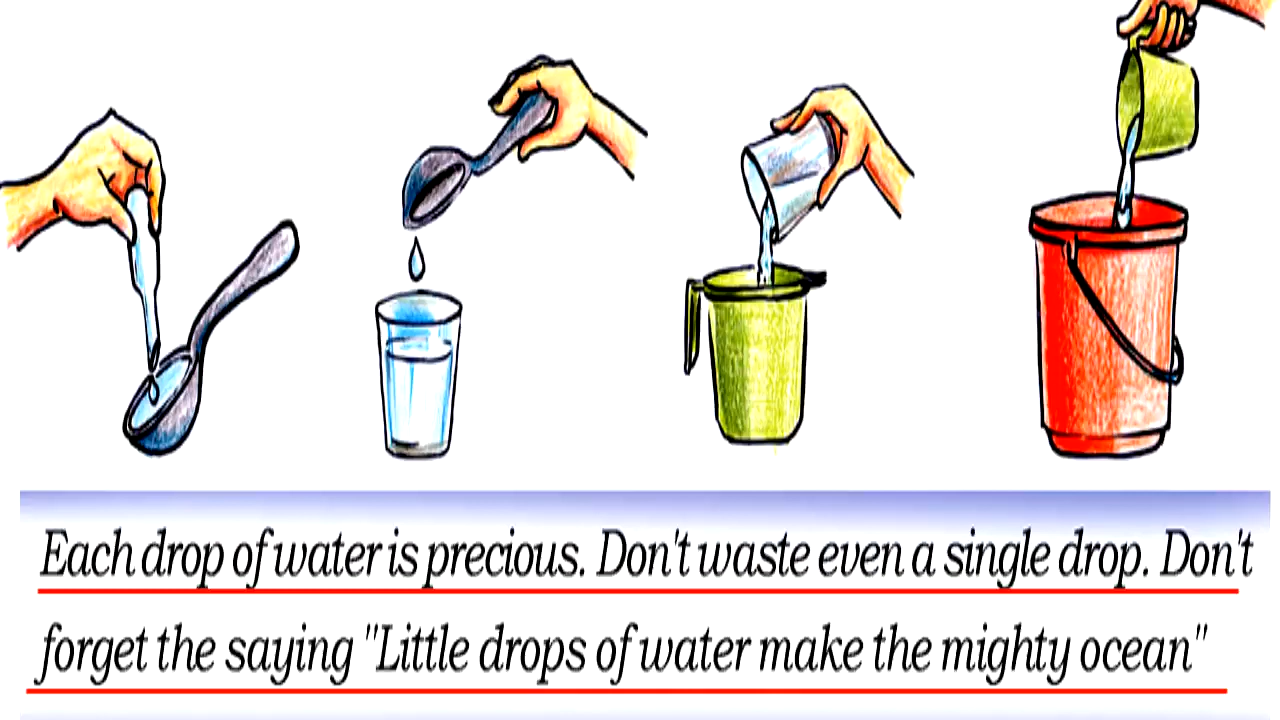 Each drop of water is precious. Don't waste even a single drop. Don't
forget the saying "Little drops of water make the mighty ocean"